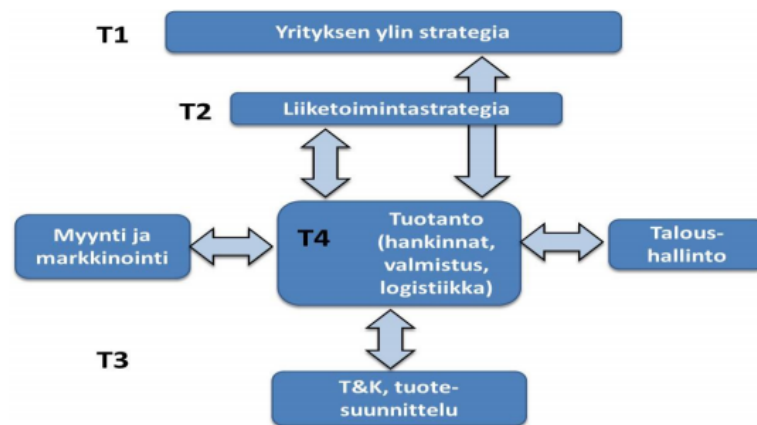 T1
Yrityksen ylin strategia
T2
Liiketoimintastrategia
Myynti ja
markkinointi
T4
Tuotanto
(hankinnat,
valmistus,
logistiikka)
Talous-
hallinto
T3
T&K, tuote-
suunnittelu